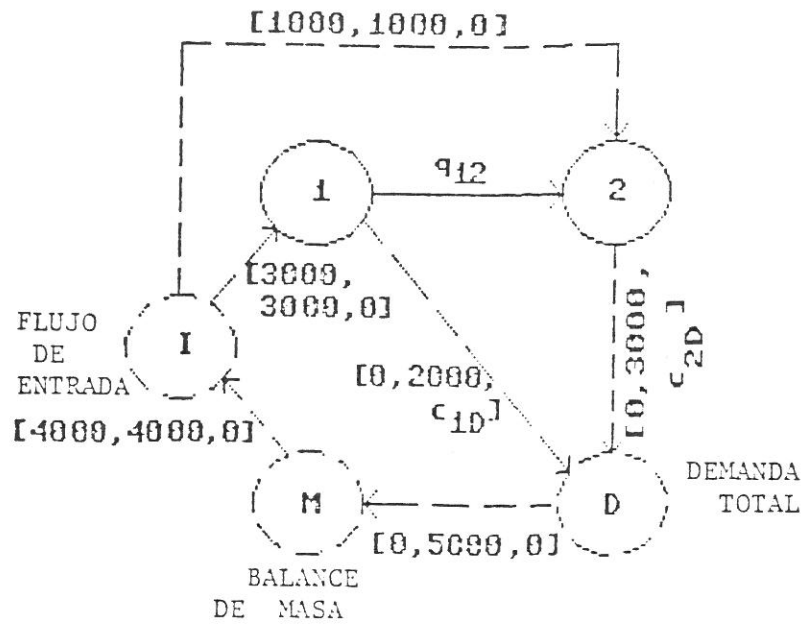 [1000,1000,0]
1
q12
2
[3000,
3000,0]
FLUJO
DE
ENTRADA
I
[0,2000,
c1D]
[0,3000,
c2D]
[4000,4000,0]
M
D
DEMANDA
TOTAL
[0,5000,0]
BALANCE
DE MASA